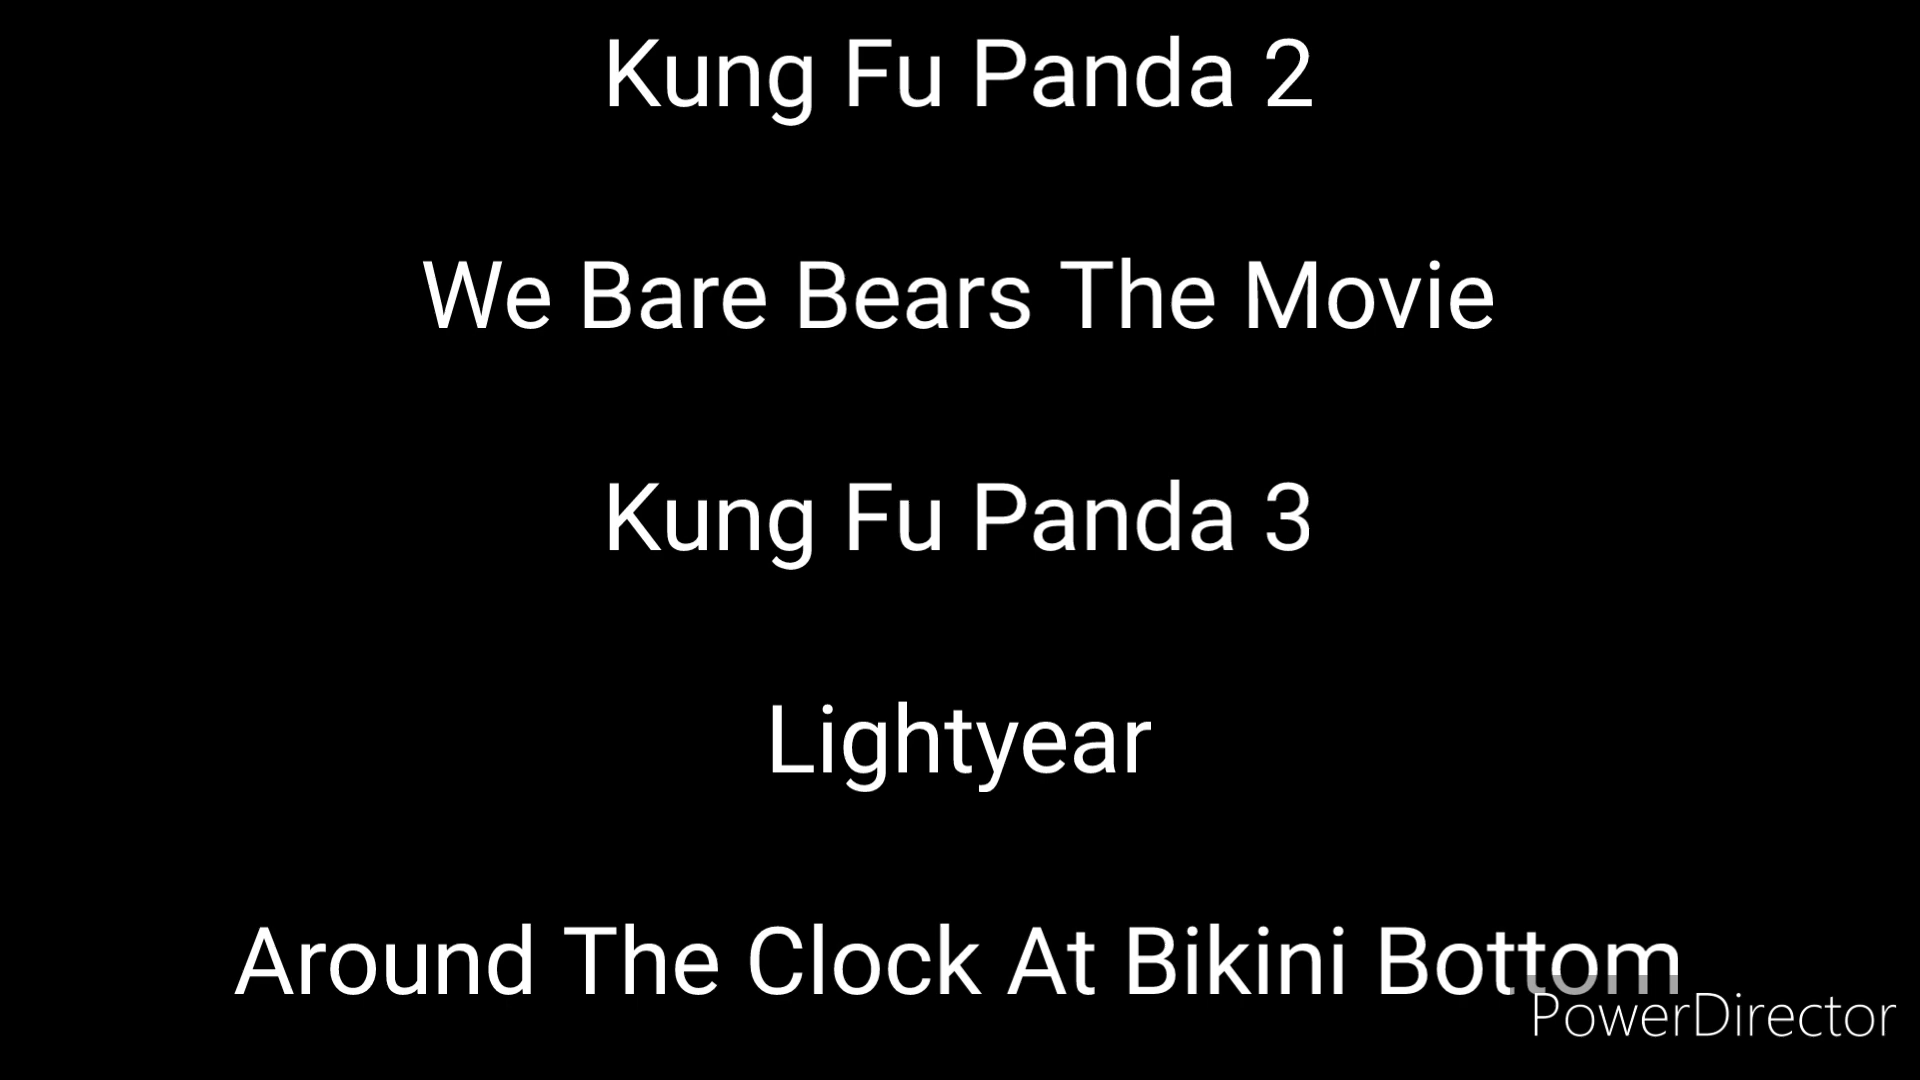 Kung Fu Panda 2
We Bare Bears The Movie
Kung Fu Panda 3
Lightyear
Around The Clock At Bikini Bottom
PowerDirector